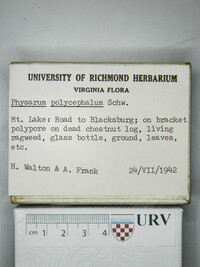 UNIVERSITY OF RICHMOND HERBARIUM
VIRGINIA FLORA
Physarum polycephalum Schw.
Mt. Lake: Road to Blacksburg; on bracket
polypore on dead chestnut log, living
ragweed, glass bottle, ground, leaves,
etc.
H. Walton & A. Frank 24/VII/1942
cm 1 2 3 4
URV